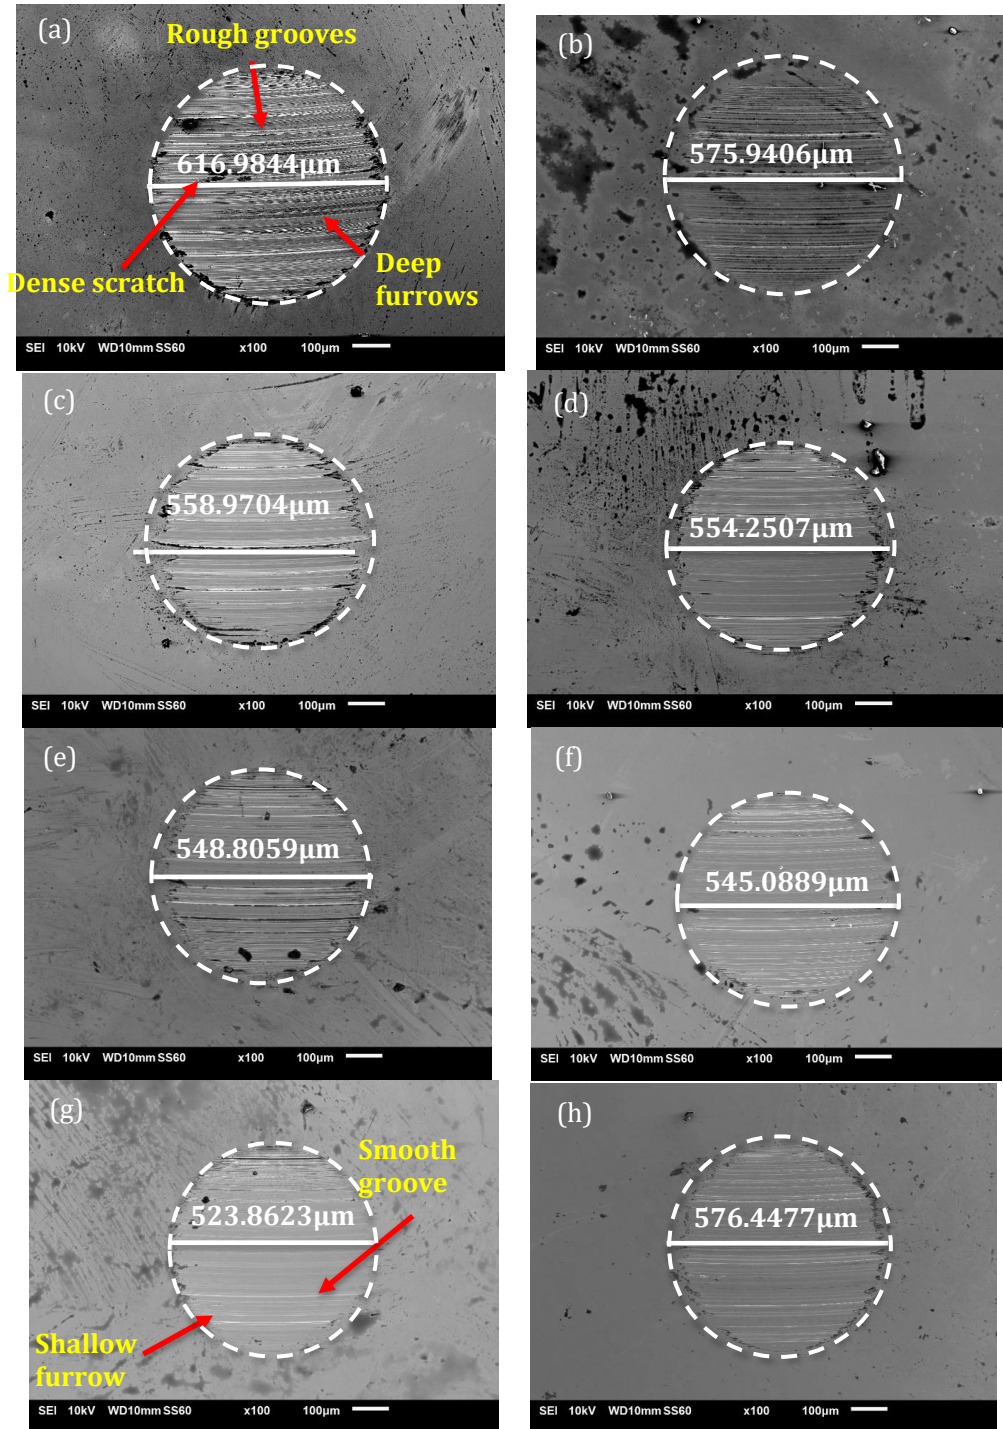 (a)
Rough grooves
616.9844μm
Dense scratch
Deep
furrows
SEI 10kV WD10mm SS60 x100 100μm
(b)
575.9406μm
SEI 10kV WD10mm SS60 x100 100μm
(c)
558.9704μm
SEI 10kV WD10mm SS60 x100 100μm
(d)
554.2507μm
SEI 10kV WD10mm SS60 x100 100μm
(e)
548.8059μm
SEI 10kV WD10mm SS60 x100 100μm
(f)
545.0889μm
SEI 10kV WD10mm SS60 x100 100μm
(g)
Smooth
groove
523.8623μm
Shallow
furrow
SEI 10kV WD10mm SS60 x100 100μm
(h)
576.4477μm
SEI 10kV WD10mm SS60 x100 100μm